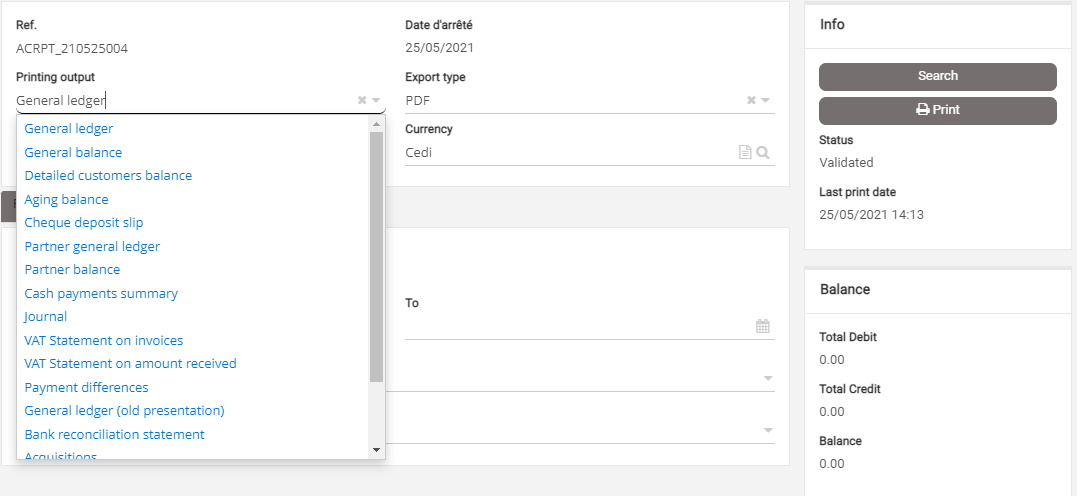 Ref.
ACRPT_210525004
Date d'arrêté
25/05/2021
Printing output
General ledger
Export type
PDF
Currency
Cedi
General ledger
General balance
Detailed customers balance
Aging balance
Cheque deposit slip
Partner general ledger
Partner balance
Cash payments summary
Journal
VAT Statement on invoices
VAT Statement on amount received
Payment differences
General ledger (old presentation)
Bank reconciliation statement
Acquisitions
To
Info
Search
Print
Status
Validated
Last print date
25/05/2021 14:13
Balance
Total Debit
0.00
Total Credit
0.00
Balance
0.00